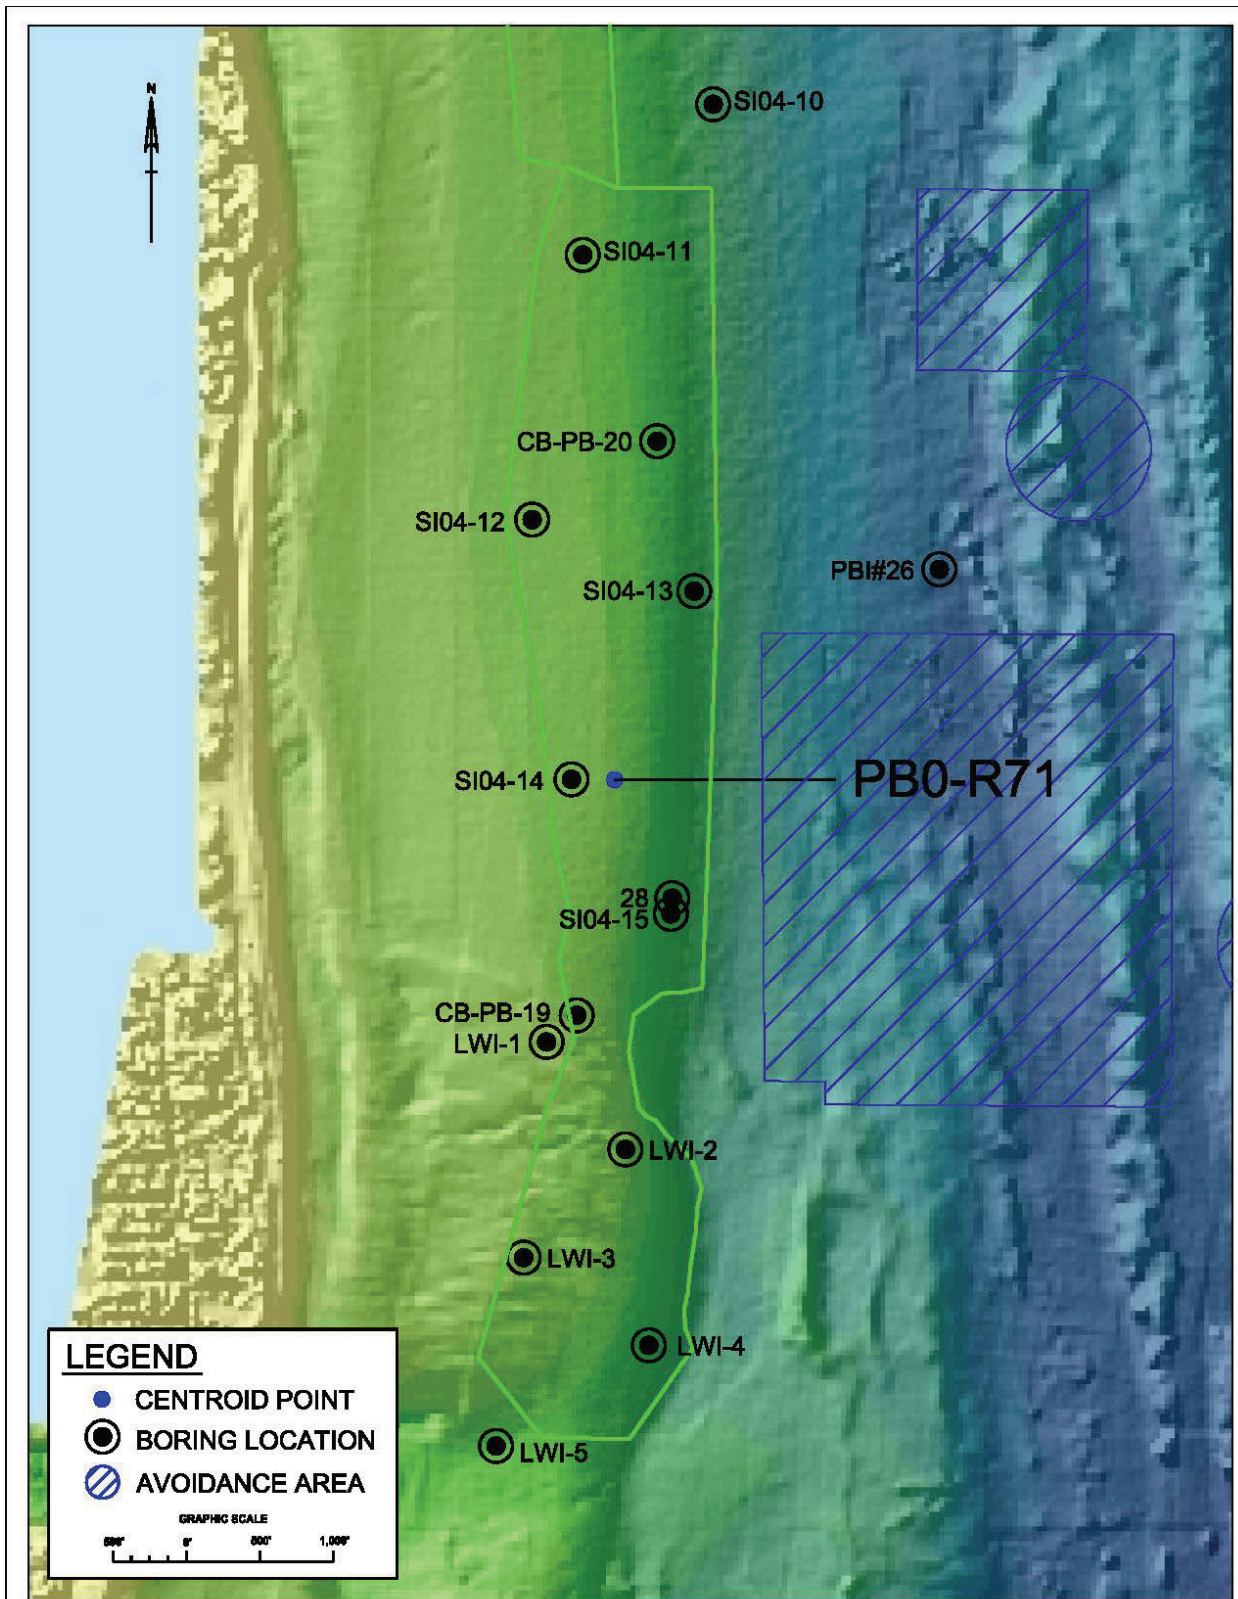 N
SI04-10
SI04-11
CB-PB-20
SI04-12
PBI#26
SI04-13
SI04-14
PB0-R71
28
SI04-15
CB-PB-19
LWI-1
LWI-2
LWI-3
LWI-4
LWI-5
LEGEND
CENTROID POINT
BORING LOCATION
AVOIDANCE AREA
GRAPHIC SCALE
500' 0' 500' 1,000'